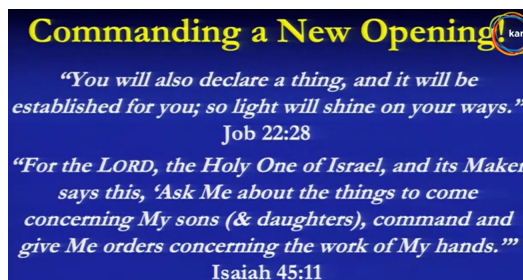 Commanding a New Opening!
kar
“You will also declare a thing, and it will be
established for you; so light will shine on your ways.”
Job 22:28
“For the LORD, the Holy One of Israel, and its Maker
says this, ‘Ask Me about the things to come
concerning My sons (& daughters), command and
give Me orders concerning the work of My hands.’”
Isaiah 45:11